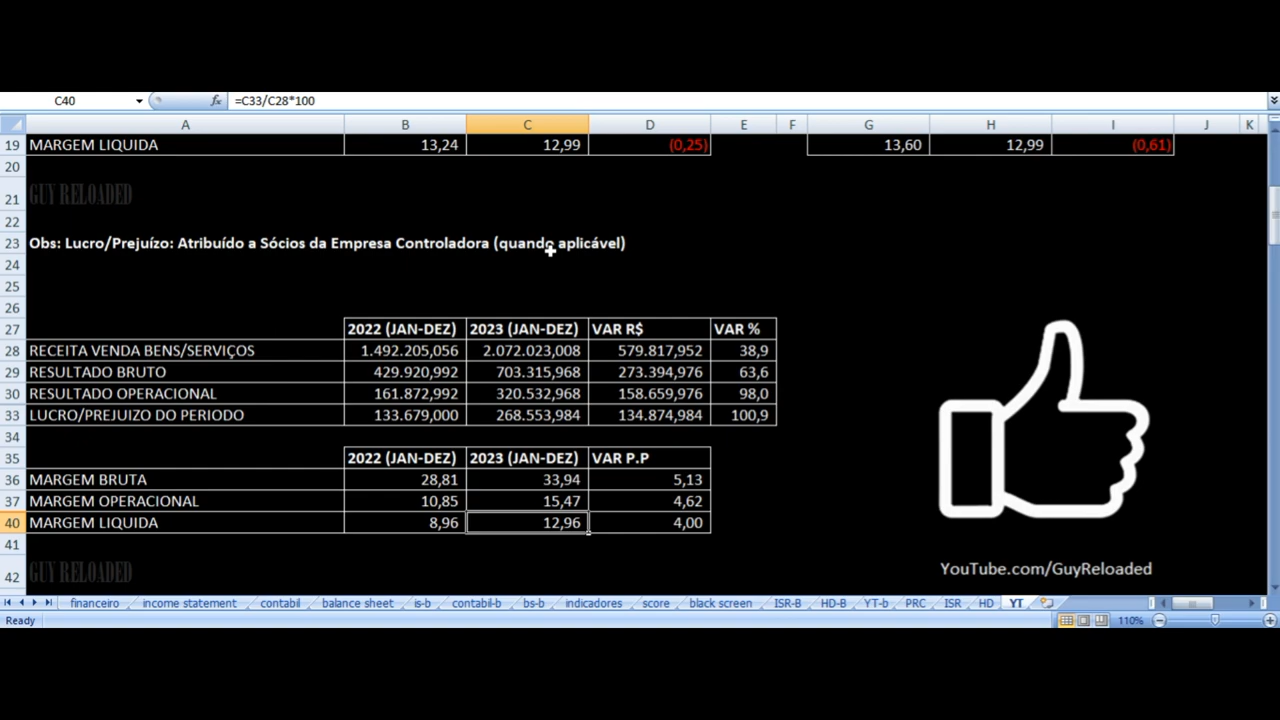 C40 fx =C33/C28*100
A B C D E F G H I J K
19 MARGEM LIQUIDA 13,24 12,99 (0,25) 13,60 12,99 (0,61)
20
21 GUY RELOADED
22
23 Obs: Lucro/Prejuízo: Atribuído a Sócios da Empresa Controladora (quando aplicável)
24
25
26
27 2022 (JAN-DEZ) 2023 (JAN-DEZ) VAR R$ VAR %
28 RECEITA VENDA BENS/SERVIÇOS 1.492.205,056 2.072.023,008 579.817,952 38,9
29 RESULTADO BRUTO 429.920,992 703.315,968 273.394,976 63,6
30 RESULTADO OPERACIONAL 161.872,992 320.532,968 158.659,976 98,0
33 LUCRO/PREJUIZO DO PERIODO 133.679,000 268.553,984 134.874,984 100,9
34
35 2022 (JAN-DEZ) 2023 (JAN-DEZ) VAR P.P
36 MARGEM BRUTA 28,81 33,94 5,13
37 MARGEM OPERACIONAL 10,85 15,47 4,62
40 MARGEM LIQUIDA 8,96 12,96 4,00
41
42 GUY RELOADED
YouTube.com/GuyReloaded
financeiro income statement contabil balance sheet is-b contabil-b bs-b indicadores score black screen ISR-B HD-B YT-b PRC ISR HD YT
Ready 110%